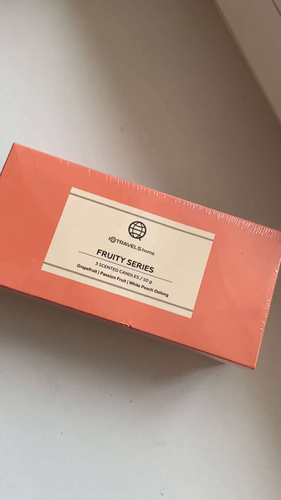 TRAVELS.home
FRUITY SERIES
3 SCENTED CANDLES / 50 g
Grapefruit | Passion Fruit | White Peach Oolong